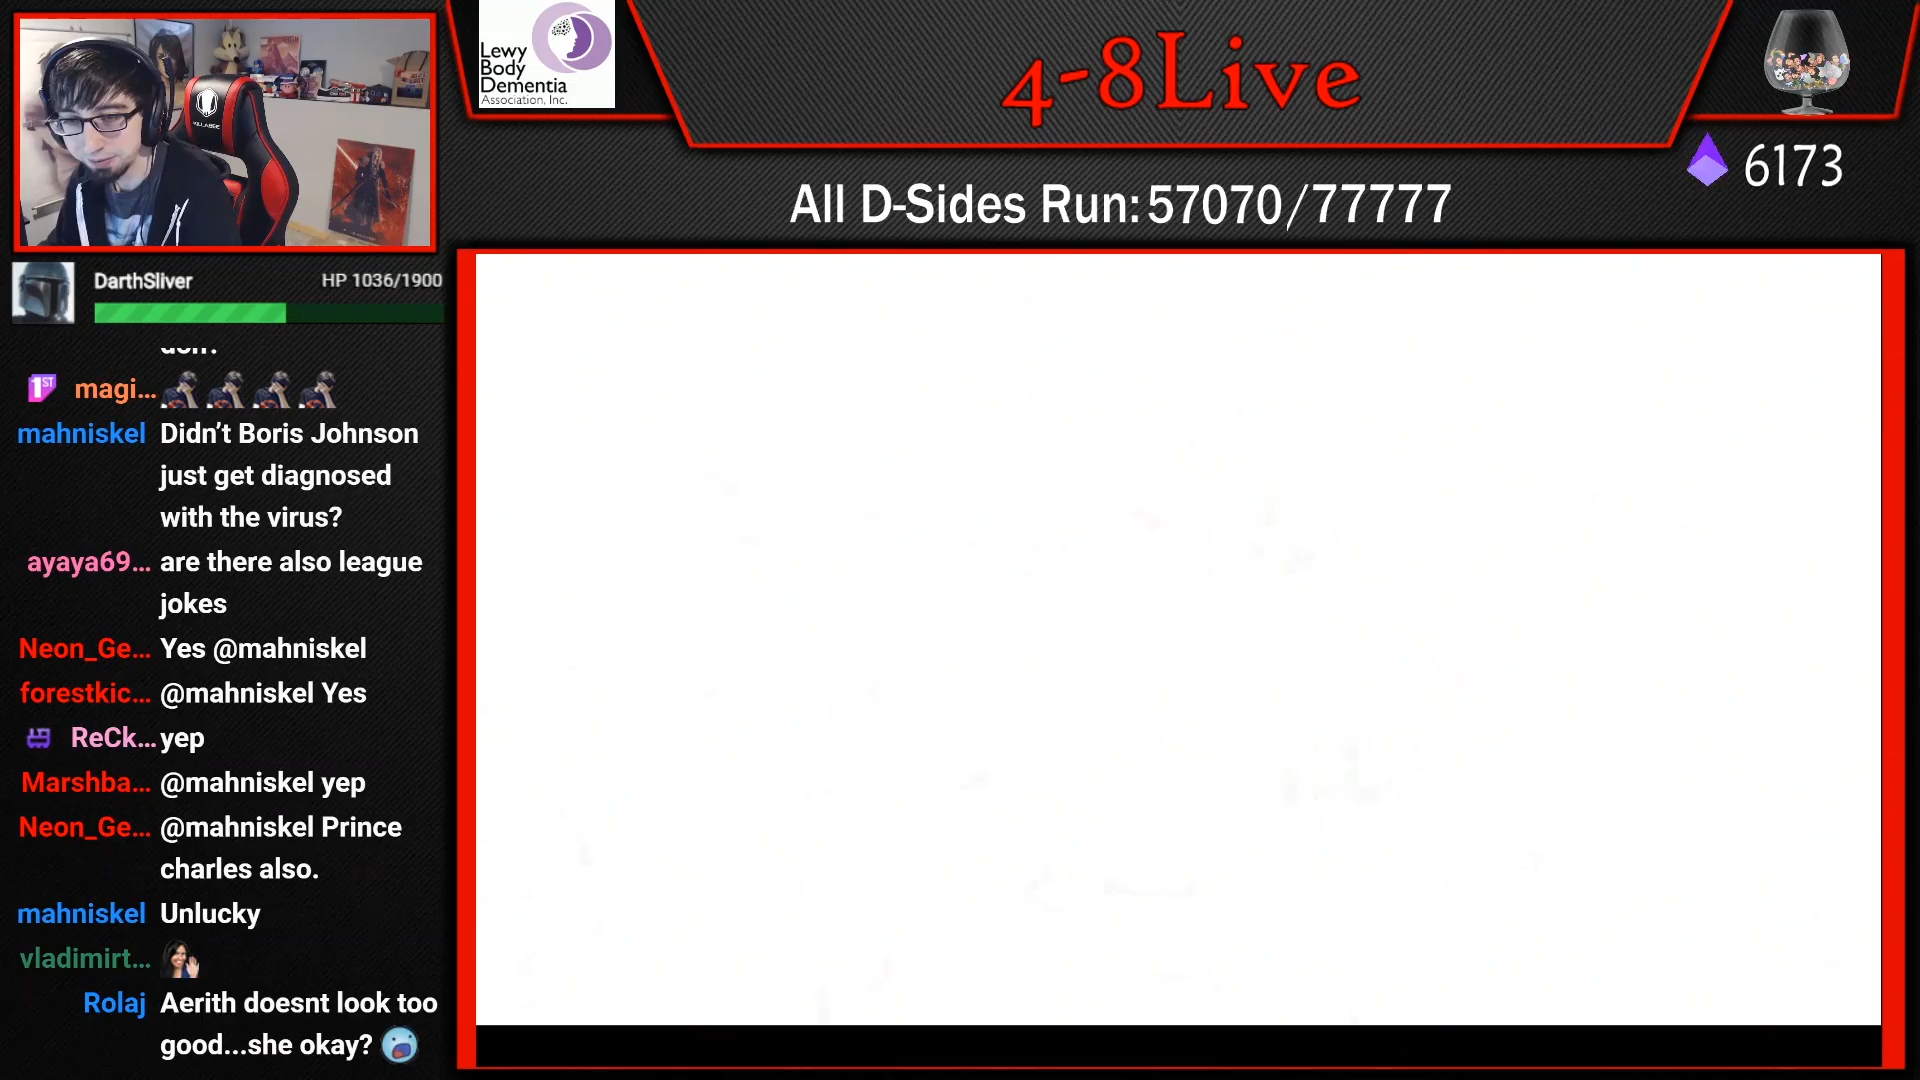 Lewy
Body
Dementia
Association, Inc.
4-8Live
6173
All D-Sides Run: 57070/77777
KILLABEE
DarthSliver HP 1036/1900
magi...
mahniskel Didn't Boris Johnson
just get diagnosed
with the virus?
ayaya69... are there also league
jokes
Neon_Ge... Yes @mahniskel
forestkic... @mahniskel Yes
ReCk... yep
Marshba... @mahniskel yep
Neon_Ge... @mahniskel Prince
charles also.
mahniskel Unlucky
vladimirt...
Rolaj Aerith doesnt look too
good...she okay?